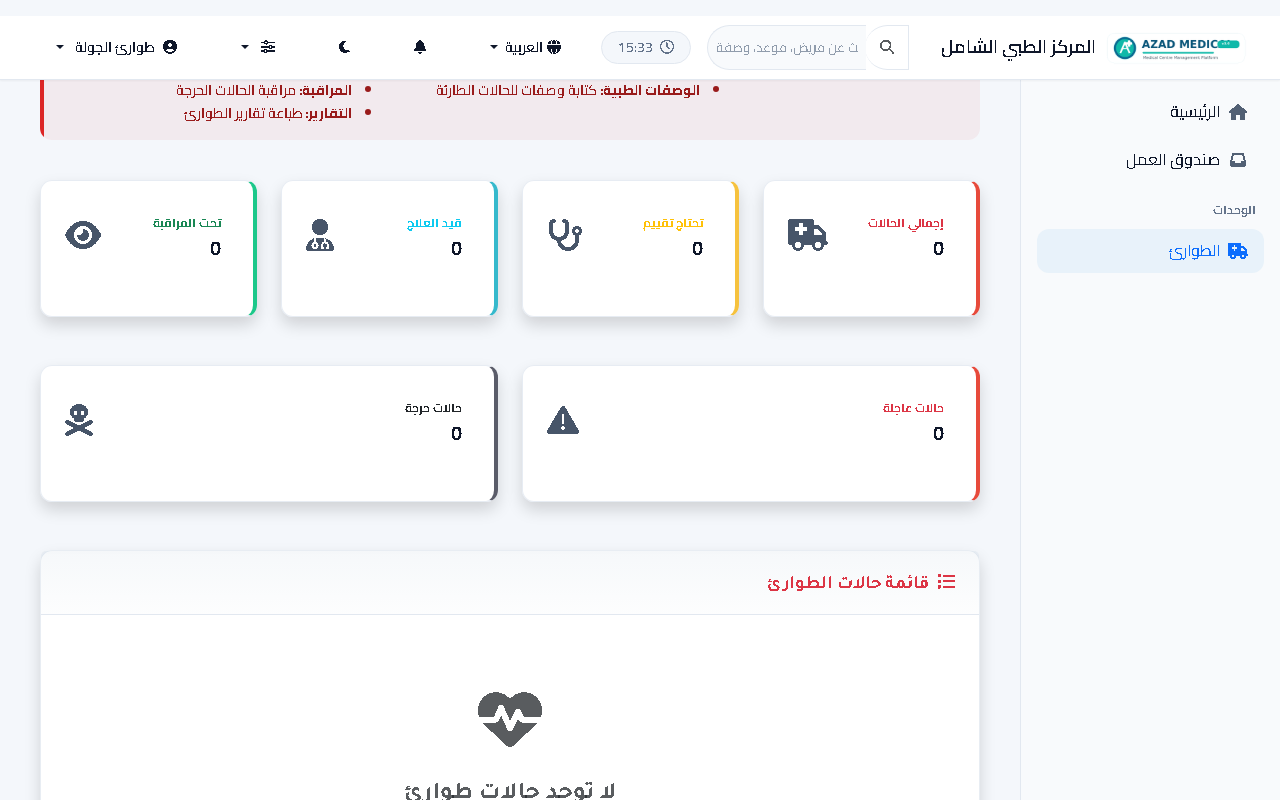 AZAD MEDIC
Medical Centre Management Platform
المركز الطبي الشامل
ث عن مريض، موعد، وصفة
15:33
العربية
طوارئ الجولة
الرئيسية
صندوق العمل
الوحدات
الطوارئ
الوصفات الطبية: كتابة وصفات للحالات الطارئة
المراقبة: مراقبة الحالات الحرجة
التقارير: طباعة تقارير الطوارئ
إجمالي الحالات
0
تحتاج تقييم
0
قيد العلاج
0
تحت المراقبة
0
حالات عاجلة
0
حالات حرجة
0
قائمة حالات الطوارئ
لا توجد حالات طوارئ